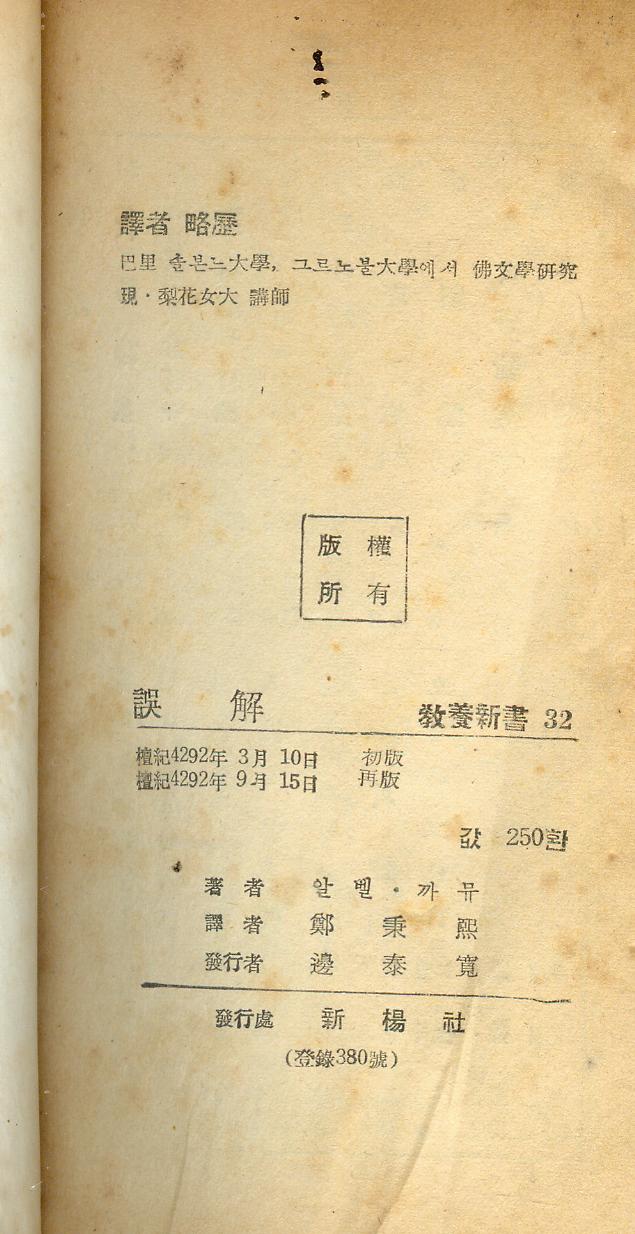 譯者 略歷
巴里 솔본느大學, 그르노불大學에서 佛文學硏究
現·梨花女大 講師
版權
所有
誤解 敎養新書 32
檀紀4292年 3月 10日 初版
檀紀4292年 9月 15日 再版
값 250환
著者 알벨·까뮤
譯者 鄭秉熙
發行者 邊泰寬
發行處 新楊社
(登錄380號)